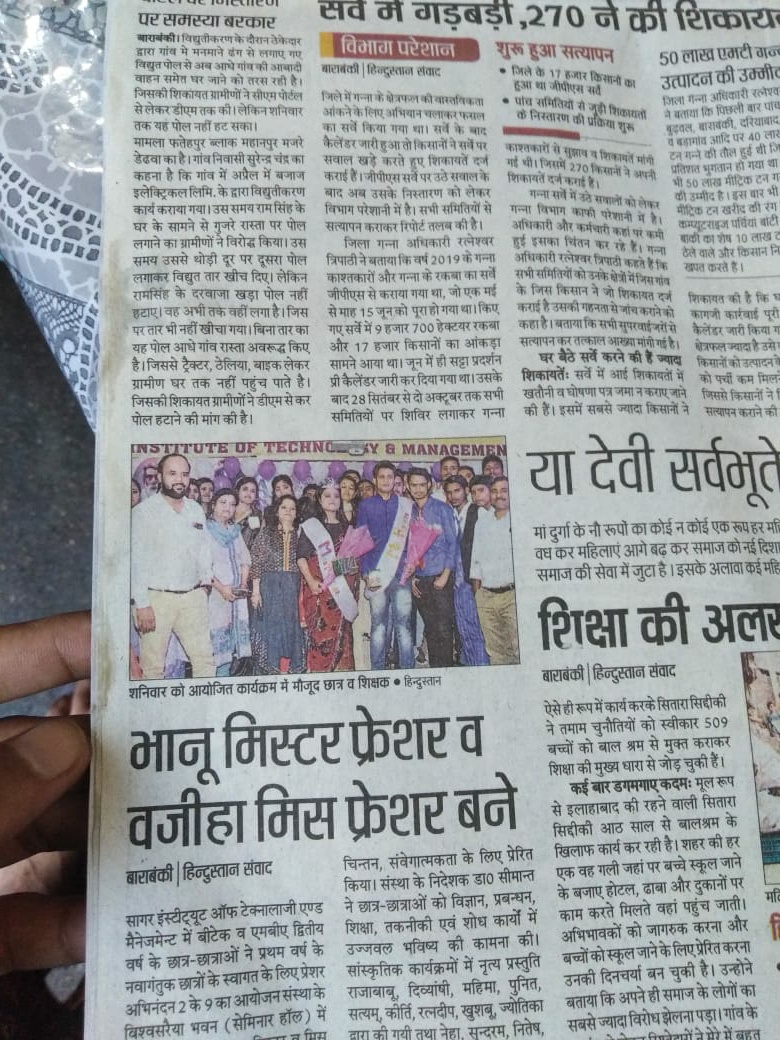 पर समस्या बरकार
बाराबंकी। विद्युतीकरण के दौरान ठेकेदार
द्वारा गांव में मनमाने ढंग से लगाए गए
विद्युत पोल से अब आधे गांव की आबादी
वाहन समेत घर जाने को तरस रही है।
जिसकी शिकायत ग्रामीणों ने सीएम पोर्टल
से लेकर डीएम तक की। लेकिन शनिवार
तक यह पोल नहीं हट सका।
मामला फतेहपुर ब्लाक महानपुर मजरे
डेढवा का है। गांव निवासी सुरेन्द्र चंद्र का
कहना है कि गांव में अप्रैल में बजाज
इलेक्ट्रिकल लिमि. के द्वारा विद्युतीकरण
कार्य कराया गया। उस समय राम सिंह के
घर के सामने से गुजरे रास्ता पर पोल
लगाने का ग्रामीणों ने विरोध किया। उस
समय उससे थोड़ी दूर पर दूसरा पोल
लगाकर विद्युत तार खीच दिए। लेकिन
रामसिंह के दरवाजा खड़ा पोल नहीं
हटाए। वह अभी तक वहीं लगा है। जिस
पर तार भी नहीं खीचा गया। बिना तार का
यह पोल आधे गांव रास्ता अवरूद्ध किए
है। जिससे ट्रैक्टर, ठेलिया, बाइक लेकर
ग्रामीण घर तक नहीं पहुंच पाते है।
जिसकी शिकायत ग्रामीणों ने डीएम से कर
पोल हटाने की मांग की है।
सर्वे में गड़बड़ी,270 ने की शिकायत
विभाग परेशान
बाराबंकी | हिन्दुस्तान संवाद
जिले में गन्ना के क्षेत्रफल की वास्तविकता
आंकने के लिए अभियान चलाकर फसल
का सर्वे किया गया था। सर्वे के बाद
कैलेंडर जारी हुआ तो किसानों ने सर्वे पर
सवाल खड़े करते हुए शिकायतें दर्ज
कराई हैं। जीपीएस सर्वे पर उठे सवाल के
बाद अब उसके निस्तारण को लेकर
विभाग परेशानी में है। सभी समितियों से
सत्यापन कराकर रिपोर्ट तलब की है।
जिला गन्ना अधिकारी रत्नेश्वर
त्रिपाठी ने बताया कि वर्ष 2019 के गन्ना
काश्तकारों और गन्ना के रकबा का सर्वे
जीपीएस से कराया गया था, जो एक मई
से माह 15 जून को पूरा हो गया था। किए
गए सर्वे में 9 हजार 700 हेक्टेयर रकबा
और 17 हजार किसानों का आंकड़ा
सामने आया था। जून में ही सट्टा प्रदर्शन
प्री कैलेंडर जारी कर दिया गया था। उसके
बाद 28 सितंबर से दो अक्टूबर तक सभी
समितियों पर शिविर लगाकर गन्ना
शुरू हुआ सत्यापन
• जिले के 17 हजार किसानों का
हुआ था जीपीएस सर्वे
• पांच समितियों से जुड़ी शिकायतों
के निस्तारण की प्रक्रिया शुरू
काश्तकारों से सुझाव व शिकायतें मांगी
गई थी। जिसमें 270 किसानों ने अपनी
शिकायतें दर्ज कराई हैं।
गन्ना सर्वे में उठे सवालों को लेकर
गन्ना विभाग काफी परेशानी में है।
अधिकारी और कर्मचारी कहां पर कमी
हुई इसका चिंतन कर रहे हैं। गन्ना
अधिकारी रत्नेश्वर त्रिपाठी कहते हैं कि
सभी समितियों को उनके क्षेत्रों में जिस गांव
के जिस किसान ने जो शिकायत दर्ज
कराई है उसकी गहनता से जांच करने को
कहा है। बताया कि सभी सुपरवाईजरों से
सत्यापन कर तत्काल आख्या मांगी गई है।
घर बैठे सर्वे करने की हैं ज्यादा
शिकायतें: सर्वे में आई शिकायतों में
खतौनी व घोषणा पत्र जमा न कराए जाने
की हैं। इसमें सबसे ज्यादा किसानों ने
50 लाख एमटी गन्ना
उत्पादन की उम्मीद
जिला गन्ना अधिकारी रत्नेश्वर
ने बताया कि पिछली बार पांच
बुढ़वल, बाराबंकी, दरियाबाद,
व बड़ागांव आदि पर 40 लाख
टन गन्ने की तौल हुई थी जि
प्रतिशत भुगतान हो गया था
भी 50 लाख मीट्रिक टन ग
की उम्मीद है। इस बार भी
मीट्रिक टन खरीद की रंग
कम्प्यूटराइज पर्चियां बाटी
बाकी का शेष 10 लाख ट
ठेले वाले और किसान नि
खपत करते हैं।
शिकायत की है कि
कागजी कार्रवाई पूरी
कैलेंडर जारी किया
क्षेत्रफल ज्यादा है उसे
किसानों को उत्पादन के
को पर्ची कम मिल
जिससे किसानों ने f
सत्यापन कराने की
INSTITUTE OF TECHNOLOGY & MANAGEMEN
शनिवार को आयोजित कार्यक्रम में मौजूद छात्र व शिक्षक • हिन्दुस्तान
भानू मिस्टर फ्रेशर व
वजीहा मिस फ्रेशर बने
बाराबंकी | हिन्दुस्तान संवाद
सागर इंस्टीट्यूट ऑफ टेक्नालाजी एण्ड
मैनेजमेन्ट में बीटेक व एमबीए द्वितीय
वर्ष के छात्र-छात्राओं ने प्रथम वर्ष के
नवागंतुक छात्रों के स्वागत के लिए फ्रेशर
अभिनंदन 2 के 9 का आयोजन संस्था के
विश्वसरैया भवन (सेमिनार हॉल) में
चिन्तन, संवेगात्मकता के लिए प्रेरित
किया। संस्था के निदेशक डा0 सीमान्त
ने छात्र-छात्राओं को विज्ञान, प्रबन्धन,
शिक्षा, तकनीकी एवं शोध कार्यों में
उज्जवल भविष्य की कामना की।
सांस्कृतिक कार्यक्रमों में नृत्य प्रस्तुति
राजाबाबू, दिव्यांषी, महिमा, पुनित,
सत्यम्, कीर्ति, रत्नदीप, खुशबू, ज्योतिका
द्वारा की गयी तथा नेहा, सुन्दरम, नितेष,
या देवी सर्वभूते
मां दुर्गा के नौ रूपों का कोई न कोई एक रूप हर महि
वध कर महिलाएं आगे बढ़ कर समाज को नई दिशा
समाज की सेवा में जुटा है। इसके अलावा कई महि
शिक्षा की अलख
बाराबंकी | हिन्दुस्तान संवाद
ऐसे ही रूप में कार्य करके सितारा सिद्दीकी
ने तमाम चुनौतियों को स्वीकार 509
बच्चों को बाल श्रम से मुक्त कराकर
शिक्षा की मुख्य धारा से जोड़ चुकी हैं।
कई बार डगमगाए कदम: मूल रूप
से इलाहाबाद की रहने वाली सितारा
सिद्दीकी आठ साल से बालश्रम के
खिलाफ कार्य कर रही है। शहर की हर
एक वह गली जहां पर बच्चे स्कूल जाने
के बजाए होटल, ढाबा और दुकानों पर
काम करते मिलते वहां पहुंच जाती।
अभिभावकों को जागरुक करना और
बच्चों को स्कूल जाने के लिए प्रेरित करना
उनकी दिनचर्या बन चुकी है। उन्होंने
बताया कि अपने ही समाज के लोगों का
सबसे ज्यादा विरोध झेलना पड़ा। गांव के